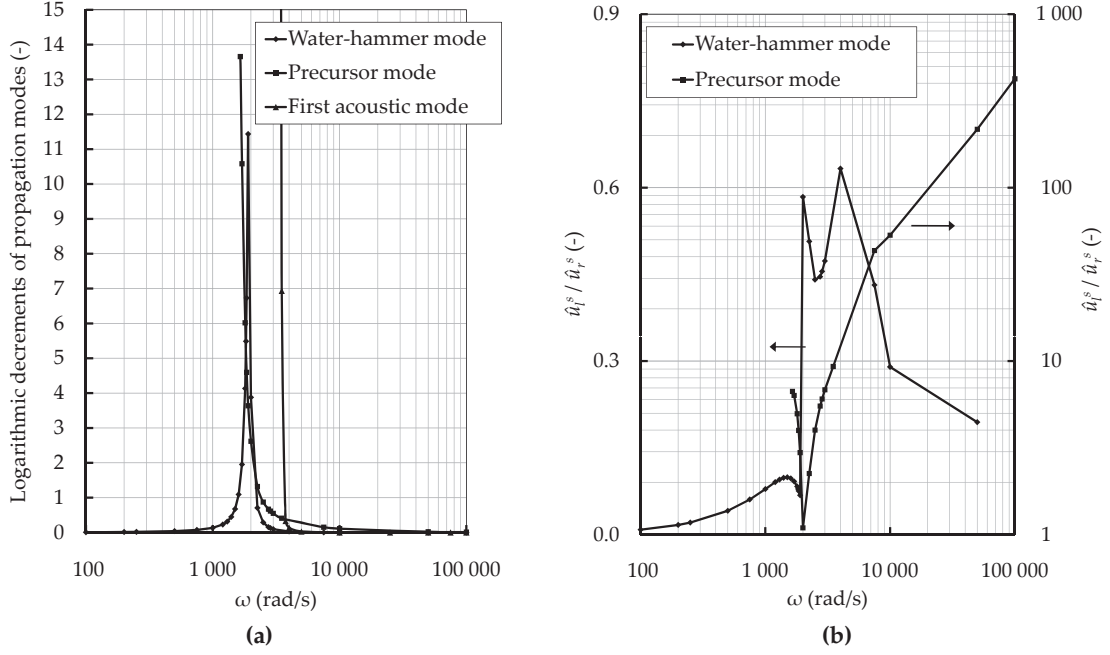 Logarithmic decrements of propagation modes (-)
15
14
13
12
11
10
9
8
7
6
5
4
3
2
1
0
Water-hammer mode
Precursor mode
First acoustic mode
100
1 000
10 000
100 000
ω (rad/s)
(a)
û_l^s / û_r^s (-)
0.9
0.6
0.3
0.0
Water-hammer mode
Precursor mode
1 000
100
10
1
û_l^s / û_r^s (-)
100
1 000
10 000
100 000
ω (rad/s)
(b)